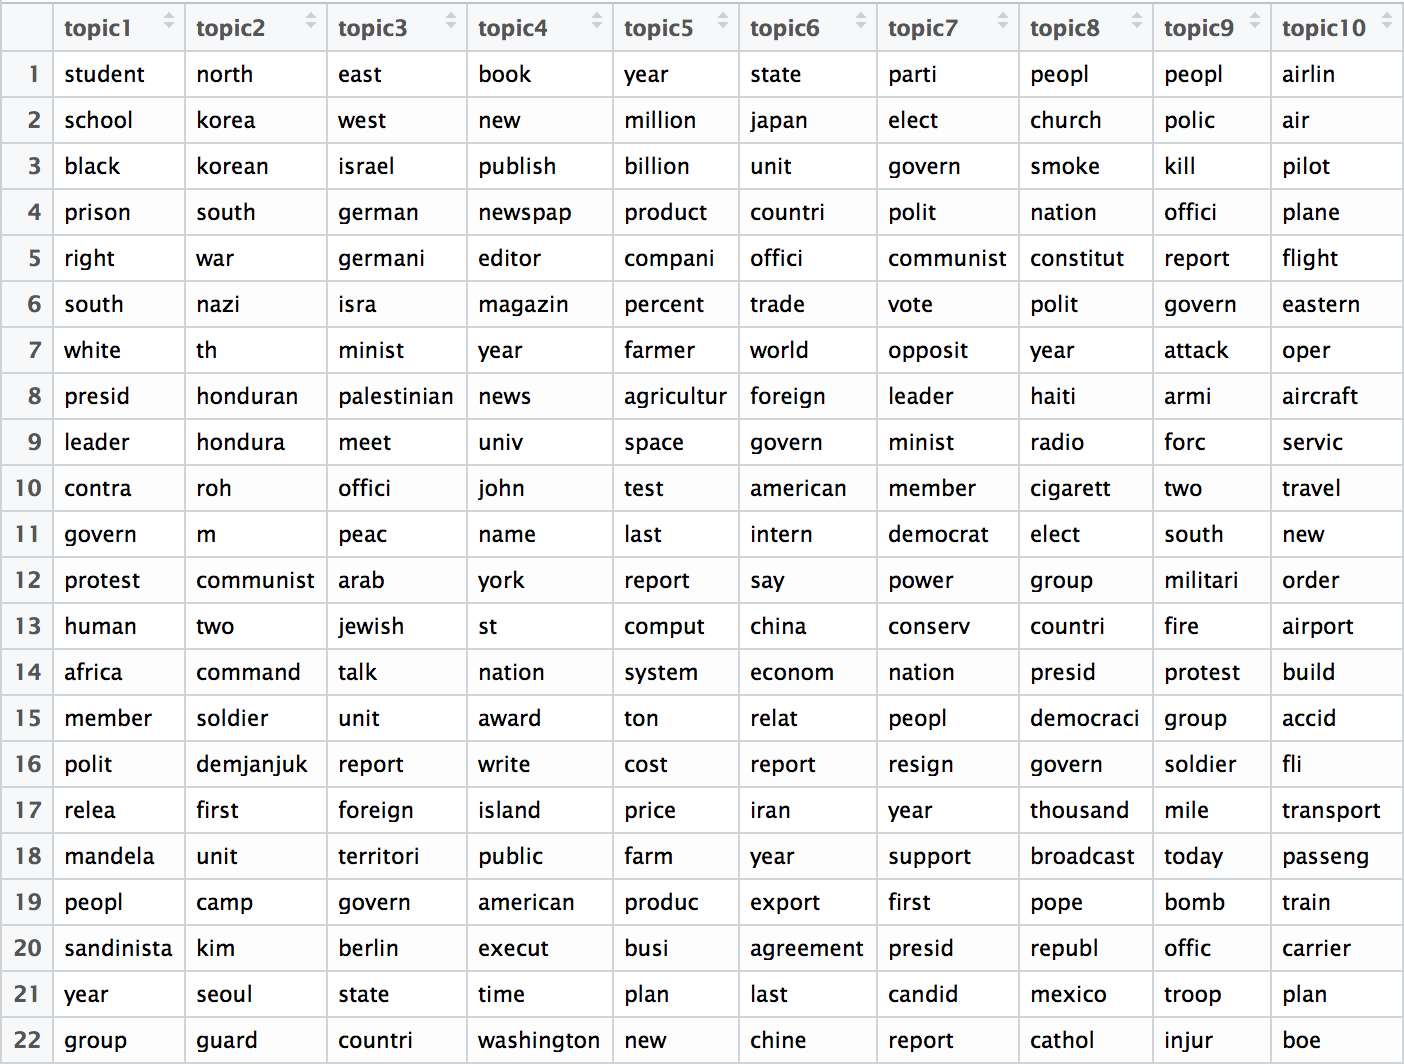 topic1 topic2 topic3 topic4 topic5 topic6 topic7 topic8 topic9 topic10
1 student north east book year state parti peopl peopl airlin
2 school korea west new million japan elect church polic air
3 black korean israel publish billion unit govern smoke kill pilot
4 prison south german newspap product countri polit nation offici plane
5 right war germani editor compani offici communist constitut report flight
6 south nazi isra magazin percent trade vote polit govern eastern
7 white th minist year farmer world opposit year attack oper
8 presid honduran palestinian news agricultur foreign leader haiti armi aircraft
9 leader hondura meet univ space govern minist radio forc servic
10 contra roh offici john test american member cigarett two travel
11 govern m peac name last intern democrat elect south new
12 protest communist arab york report say power group militari order
13 human two jewish st comput china conserv countri fire airport
14 africa command talk nation system econom nation presid protest build
15 member soldier unit award ton relat peopl democraci group accid
16 polit demjanjuk report write cost report resign govern soldier fli
17 relea first foreign island price iran year thousand mile transport
18 mandela unit territori public farm year support broadcast today passeng
19 peopl camp govern american produc export first pope bomb train
20 sandinista kim berlin execut busi agreement presid republ offic carrier
21 year seoul state time plan last candid mexico troop plan
22 group guard countri washington new chine report cathol injur boe